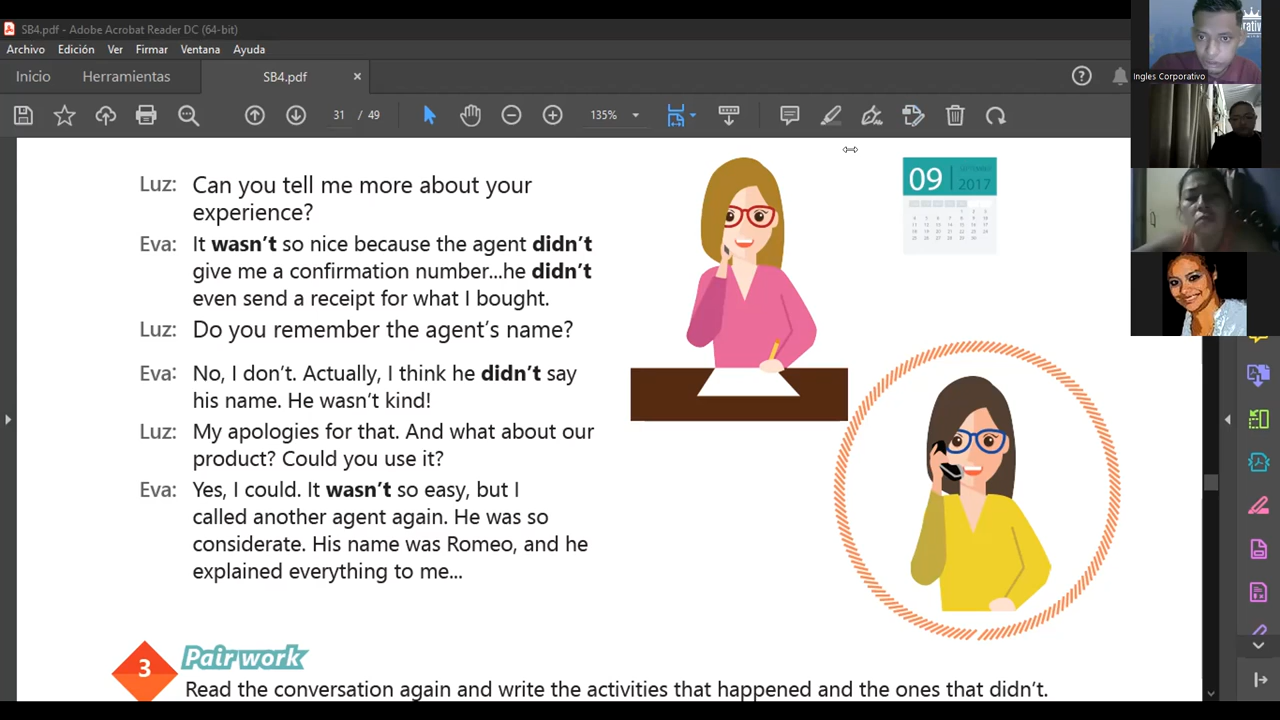 SB4.pdf - Adobe Acrobat Reader DC (64-bit)
Archivo Edición Ver Firmar Ventana Ayuda
Inicio Herramientas SB4.pdf ×
31 / 49 135%
Ingles Corporativo
09 2017
Luz: Can you tell me more about your
experience?
Eva: It wasn't so nice because the agent didn't
give me a confirmation number...he didn't
even send a receipt for what I bought.
Luz: Do you remember the agent's name?
Eva: No, I don't. Actually, I think he didn't say
his name. He wasn't kind!
Luz: My apologies for that. And what about our
product? Could you use it?
Eva: Yes, I could. It wasn't so easy, but I
called another agent again. He was so
considerate. His name was Romeo, and he
explained everything to me...
3 Pair work
Read the conversation again and write the activities that happened and the ones that didn't.